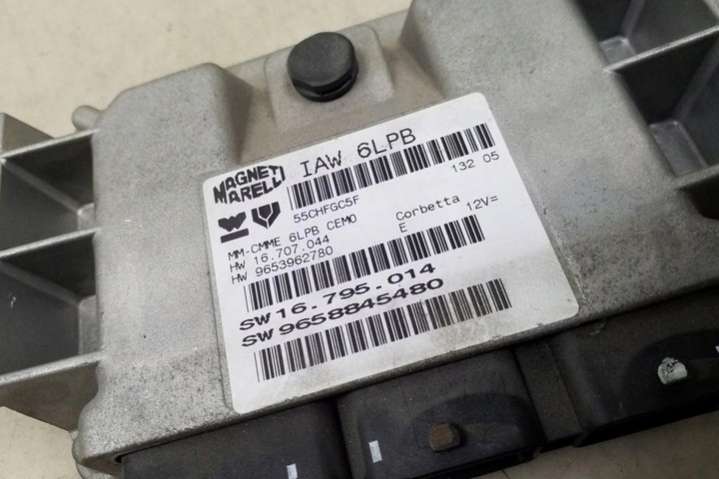 MAGNETI
MARELLI
IAW 6LPB
55CHFGC5F
132 05
MM-CMME 6LPB CEMO
Corbetta
12V=
HW 16.707.044
E
HW 9653962780
SW 16.795.014
SW 9658845480